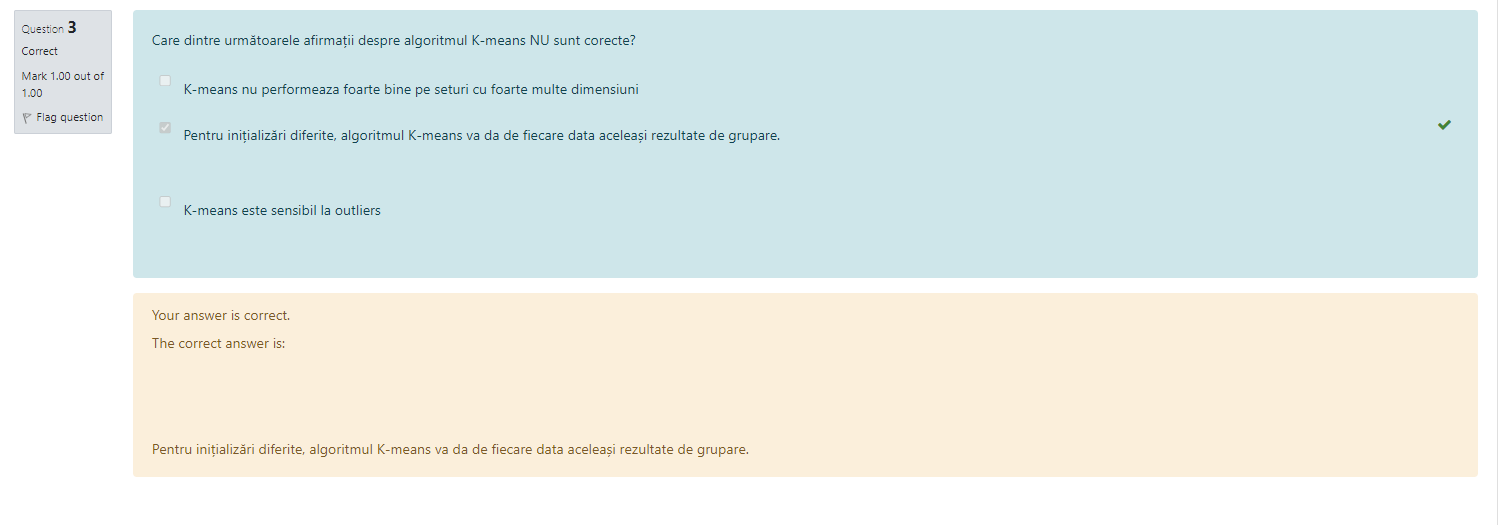 Question 3
Correct
Mark 1.00 out of
1.00
Flag question
Care dintre următoarele afirmații despre algoritmul K-means NU sunt corecte?
K-means nu performeaza foarte bine pe seturi cu foarte multe dimensiuni
Pentru inițializări diferite, algoritmul K-means va da de fiecare data aceleași rezultate de grupare.
K-means este sensibil la outliers
Your answer is correct.
The correct answer is:
Pentru inițializări diferite, algoritmul K-means va da de fiecare data aceleași rezultate de grupare.